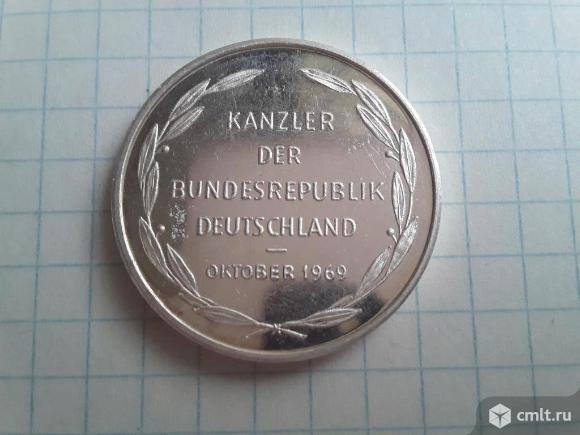 KANZLER
DER
BUNDESREPUBLIK
DEUTSCHLAND
OKTOBER 1969
cmlt.ru